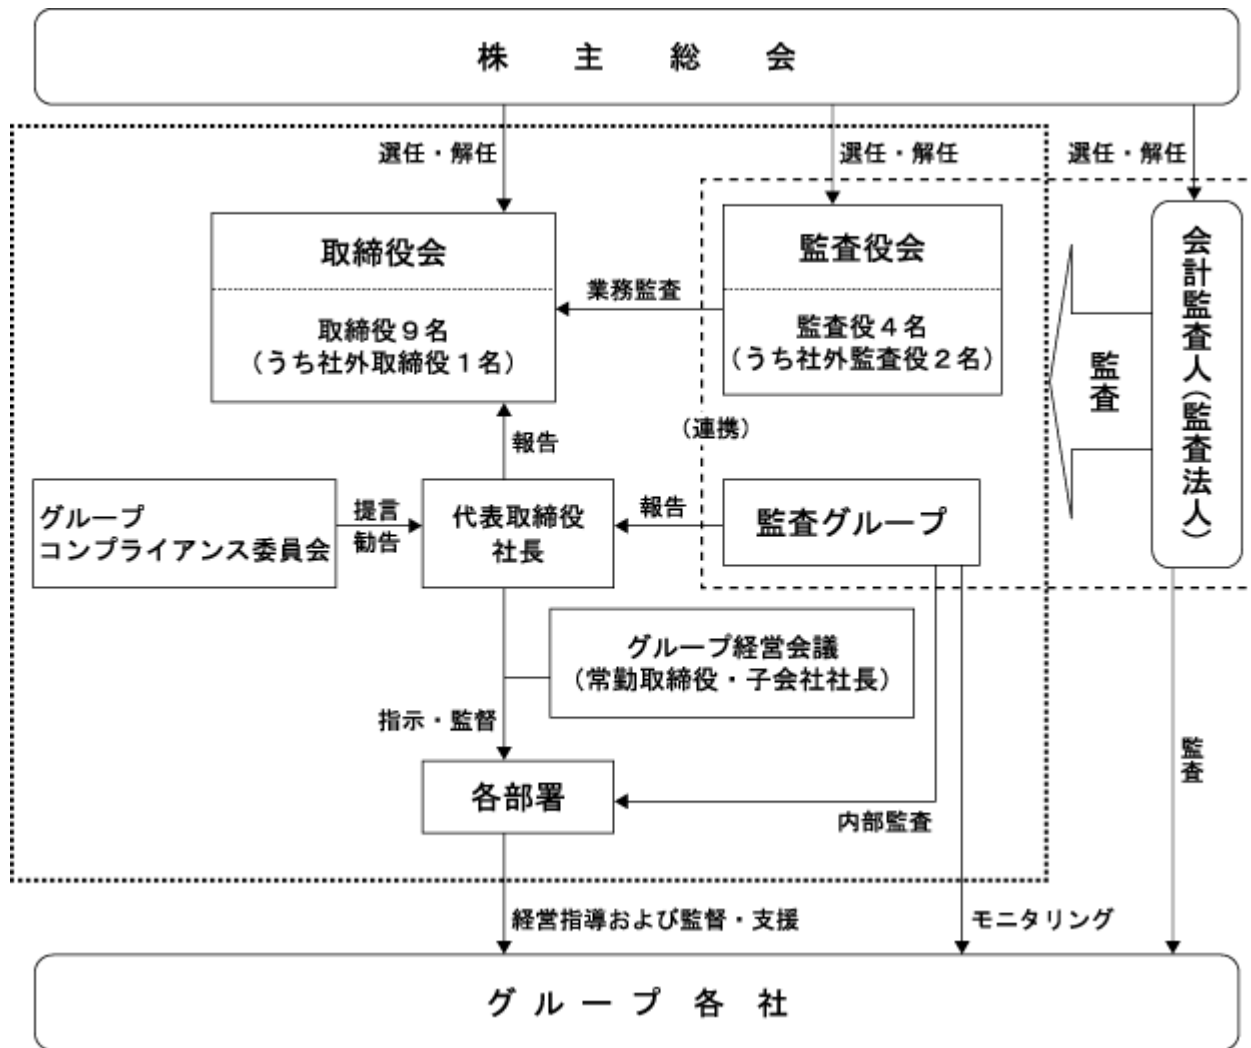 株主総会
選任・解任
選任・解任
選任・解任
取締役会
取締役９名
（うち社外取締役１名）
業務監査
監査役会
監査役４名
（うち社外監査役２名）
監査
会計監査人（監査法人）
報告
（連携）
グループ
コンプライアンス委員会
提言
勧告
代表取締役
社長
報告
監査グループ
グループ経営会議
（常勤取締役・子会社社長）
指示・監督
各部署
内部監査
監査
経営指導および監督・支援
モニタリング
グループ各社